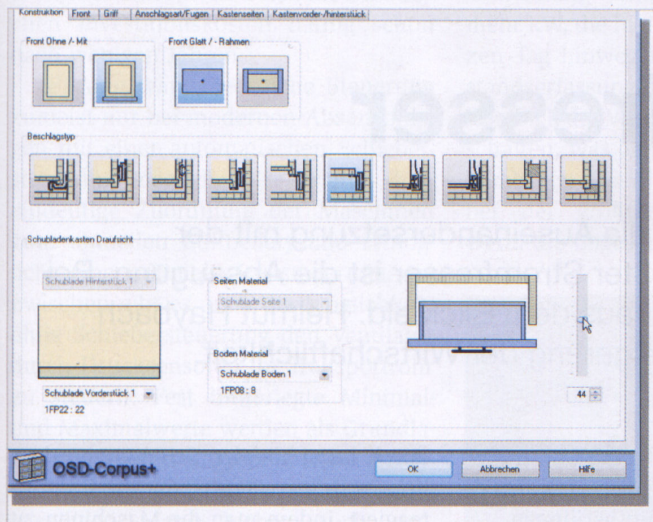 Konstruktion Front Griff Anschlagsart/Fugen Kastenseiten Kastenvorder-/hinterstück
Front Ohne /- Mit Front Glatt / - Rahmen
Beschlagstyp
Schubladenkasten Draufsicht
Schublade Hinterstück 1
Seiten Material
Schublade Seite 1
Boden Material
Schublade Boden 1
1FP08 : 8
Schublade Vorderstück 1
1FP22 : 22
44
OSD-Corpus+
OK Abbrechen Hilfe